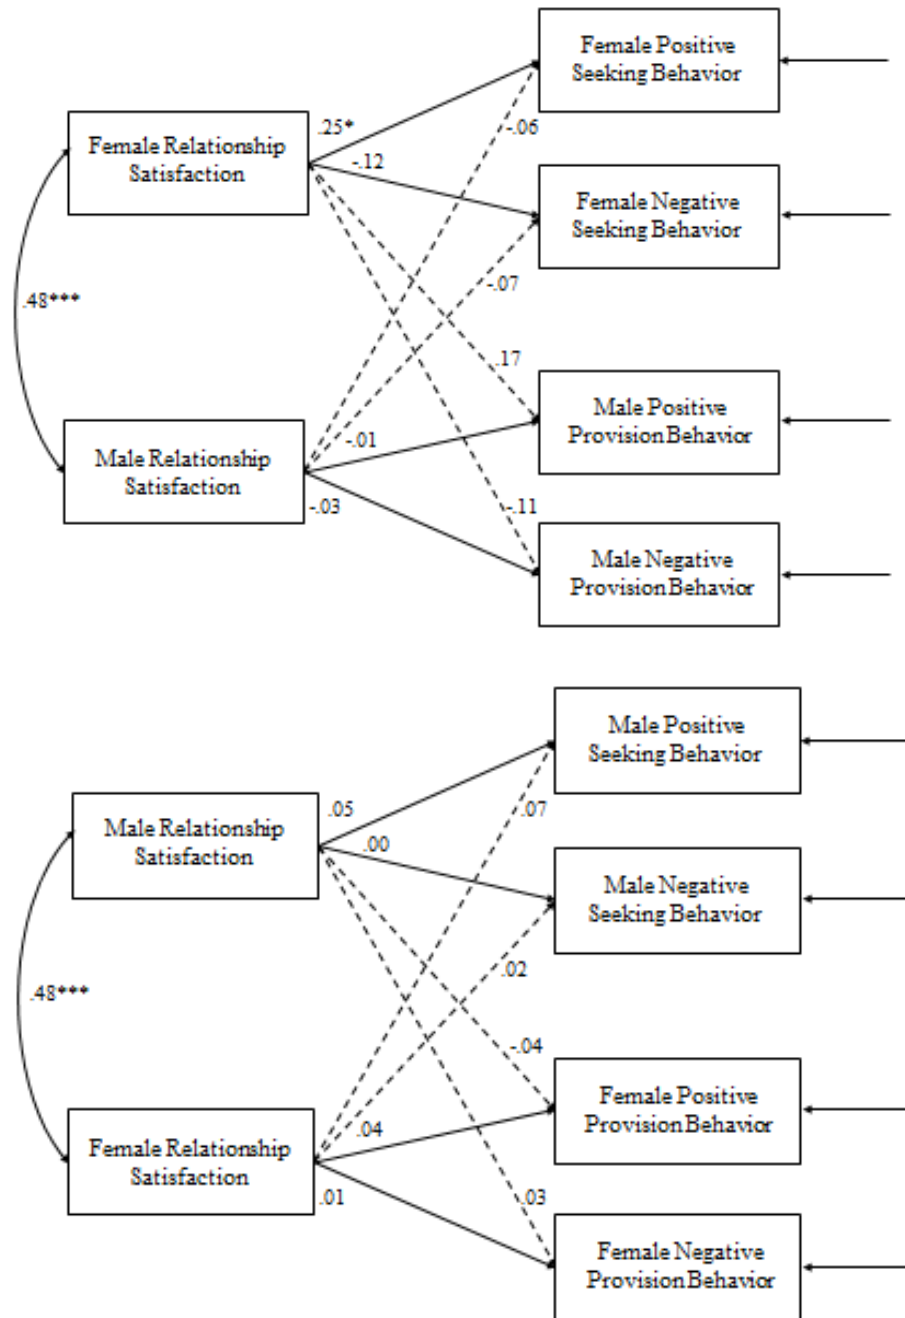 Female Positive
Seeking Behavior
.25*
-.06
Female Relationship
Satisfaction
-.12
Female Negative
Seeking Behavior
-.07
.48***
.17
Male Positive
Provision Behavior
Male Relationship
Satisfaction
-.01
-.03
-.11
Male Negative
Provision Behavior
Male Positive
Seeking Behavior
.05
.07
Male Relationship
Satisfaction
.00
Male Negative
Seeking Behavior
.02
.48***
-.04
Female Positive
Provision Behavior
Female Relationship
Satisfaction
.04
.01
.03
Female Negative
Provision Behavior